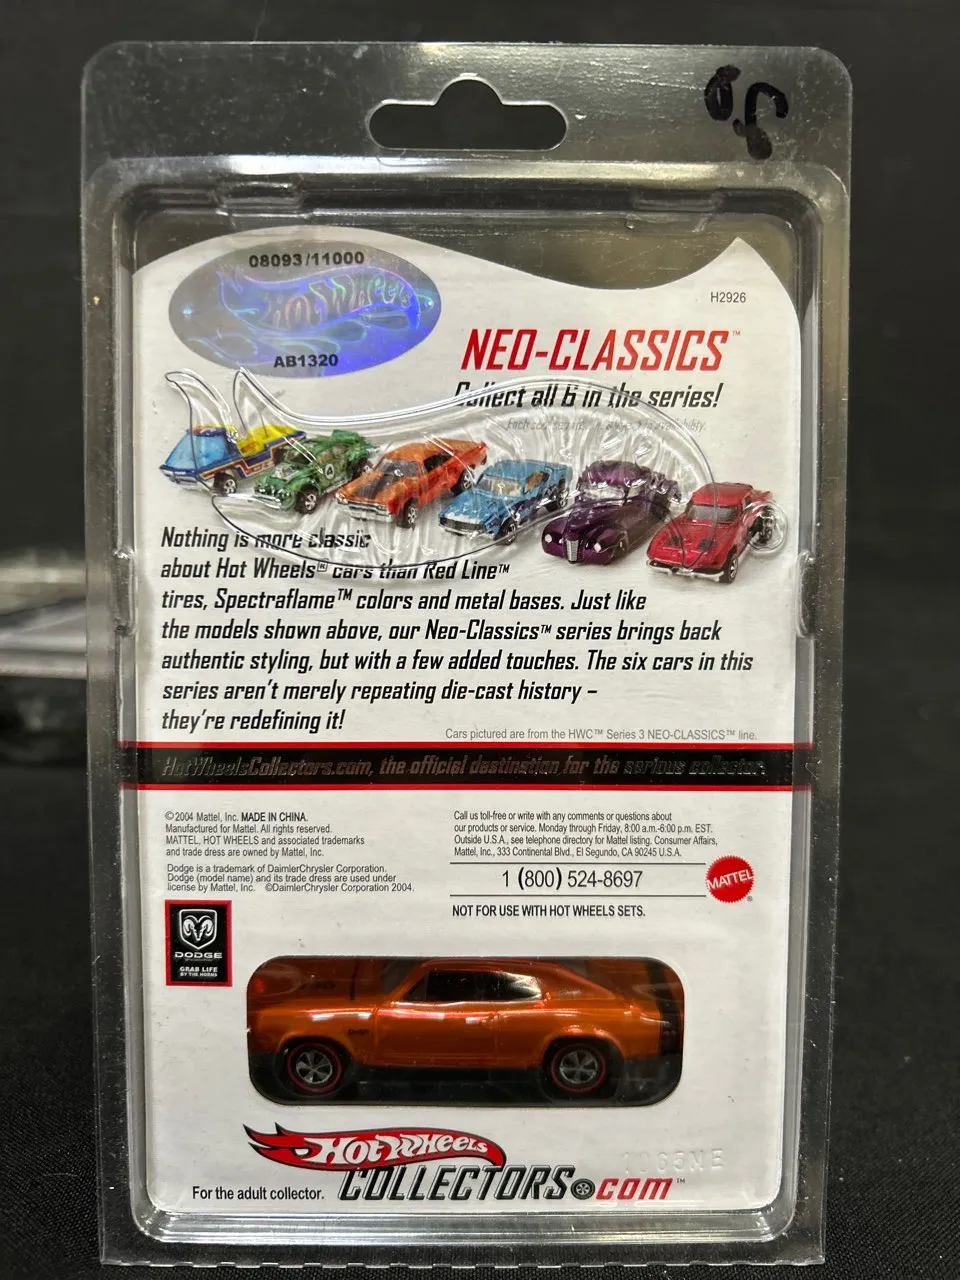 08093/11000
HOT WHEELS
AB1320
H2926
NEO-CLASSICS™
Collect all 6 in the series!
Nothing is more classic
about Hot Wheels® cars than Red Line™
tires, Spectraflame™ colors and metal bases. Just like
the models shown above, our Neo-Classics™ series brings back
authentic styling, but with a few added touches. The six cars in this
series aren't merely repeating die-cast history –
they're redefining it!
Cars pictured are from the HWC™ Series 3 NEO-CLASSICS™ line.
HotWheelsCollectors.com, the official destination for the serious collector.
©2004 Mattel, Inc. MADE IN CHINA.
Manufactured for Mattel. All rights reserved.
MATTEL, HOT WHEELS and associated trademarks
and trade dress are owned by Mattel, Inc.
Dodge is a trademark of DaimlerChrysler Corporation.
Dodge (model name) and its trade dress are used under
license by Mattel, Inc. ©DaimlerChrysler Corporation 2004.
Call us toll-free or write with any comments or questions about
our products or service. Monday through Friday, 8:00 a.m.-6:00 p.m. EST.
Outside U.S.A., see telephone directory for Mattel listing. Consumer Affairs,
Mattel, Inc., 333 Continental Blvd., El Segundo, CA 90245 U.S.A.
1 (800) 524-8697
MATTEL®
NOT FOR USE WITH HOT WHEELS SETS.
DODGE
GRAB LIFE
BY THE HORNS
HOT WHEELS
COLLECTORS.COM™
For the adult collector.